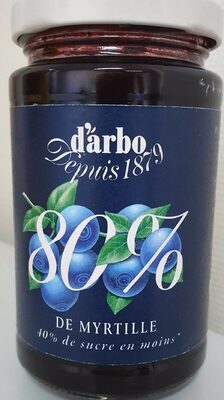 d'arbo
Depuis 1879
80%
DE MYRTILLE
40% de sucre en moins*